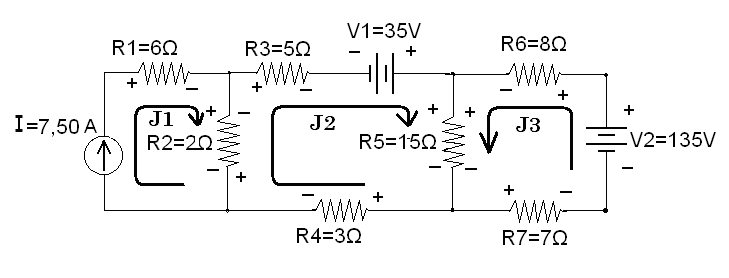 V1=35V
R1=6Ω
R3=5Ω
R6=8Ω
- +
+ -
+ -
- +
I=7,50 A
J1
+ -
J2
+ +
J3
+
R2=2Ω
R5=15Ω
V2=135V
- +
- -
-
- +
+ -
R4=3Ω
R7=7Ω